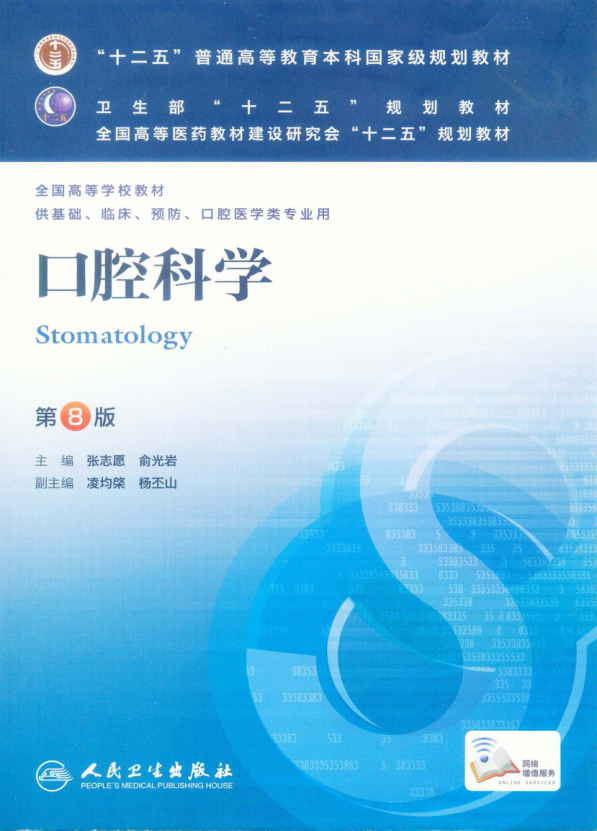 “十二五”普通高等教育本科国家级规划教材
卫生部“十二五”规划教材
全国高等医药教材建设研究会“十二五”规划教材
十二五
全国高等学校教材
供基础、临床、预防、口腔医学类专业用
口腔科学
Stomatology
第8版
主 编 张志愿 俞光岩
副主编 凌均棨 杨丕山
人民卫生出版社
PEOPLE'S MEDICAL PUBLISHING HOUSE
网络
增值服务
ONLINE SERVICES